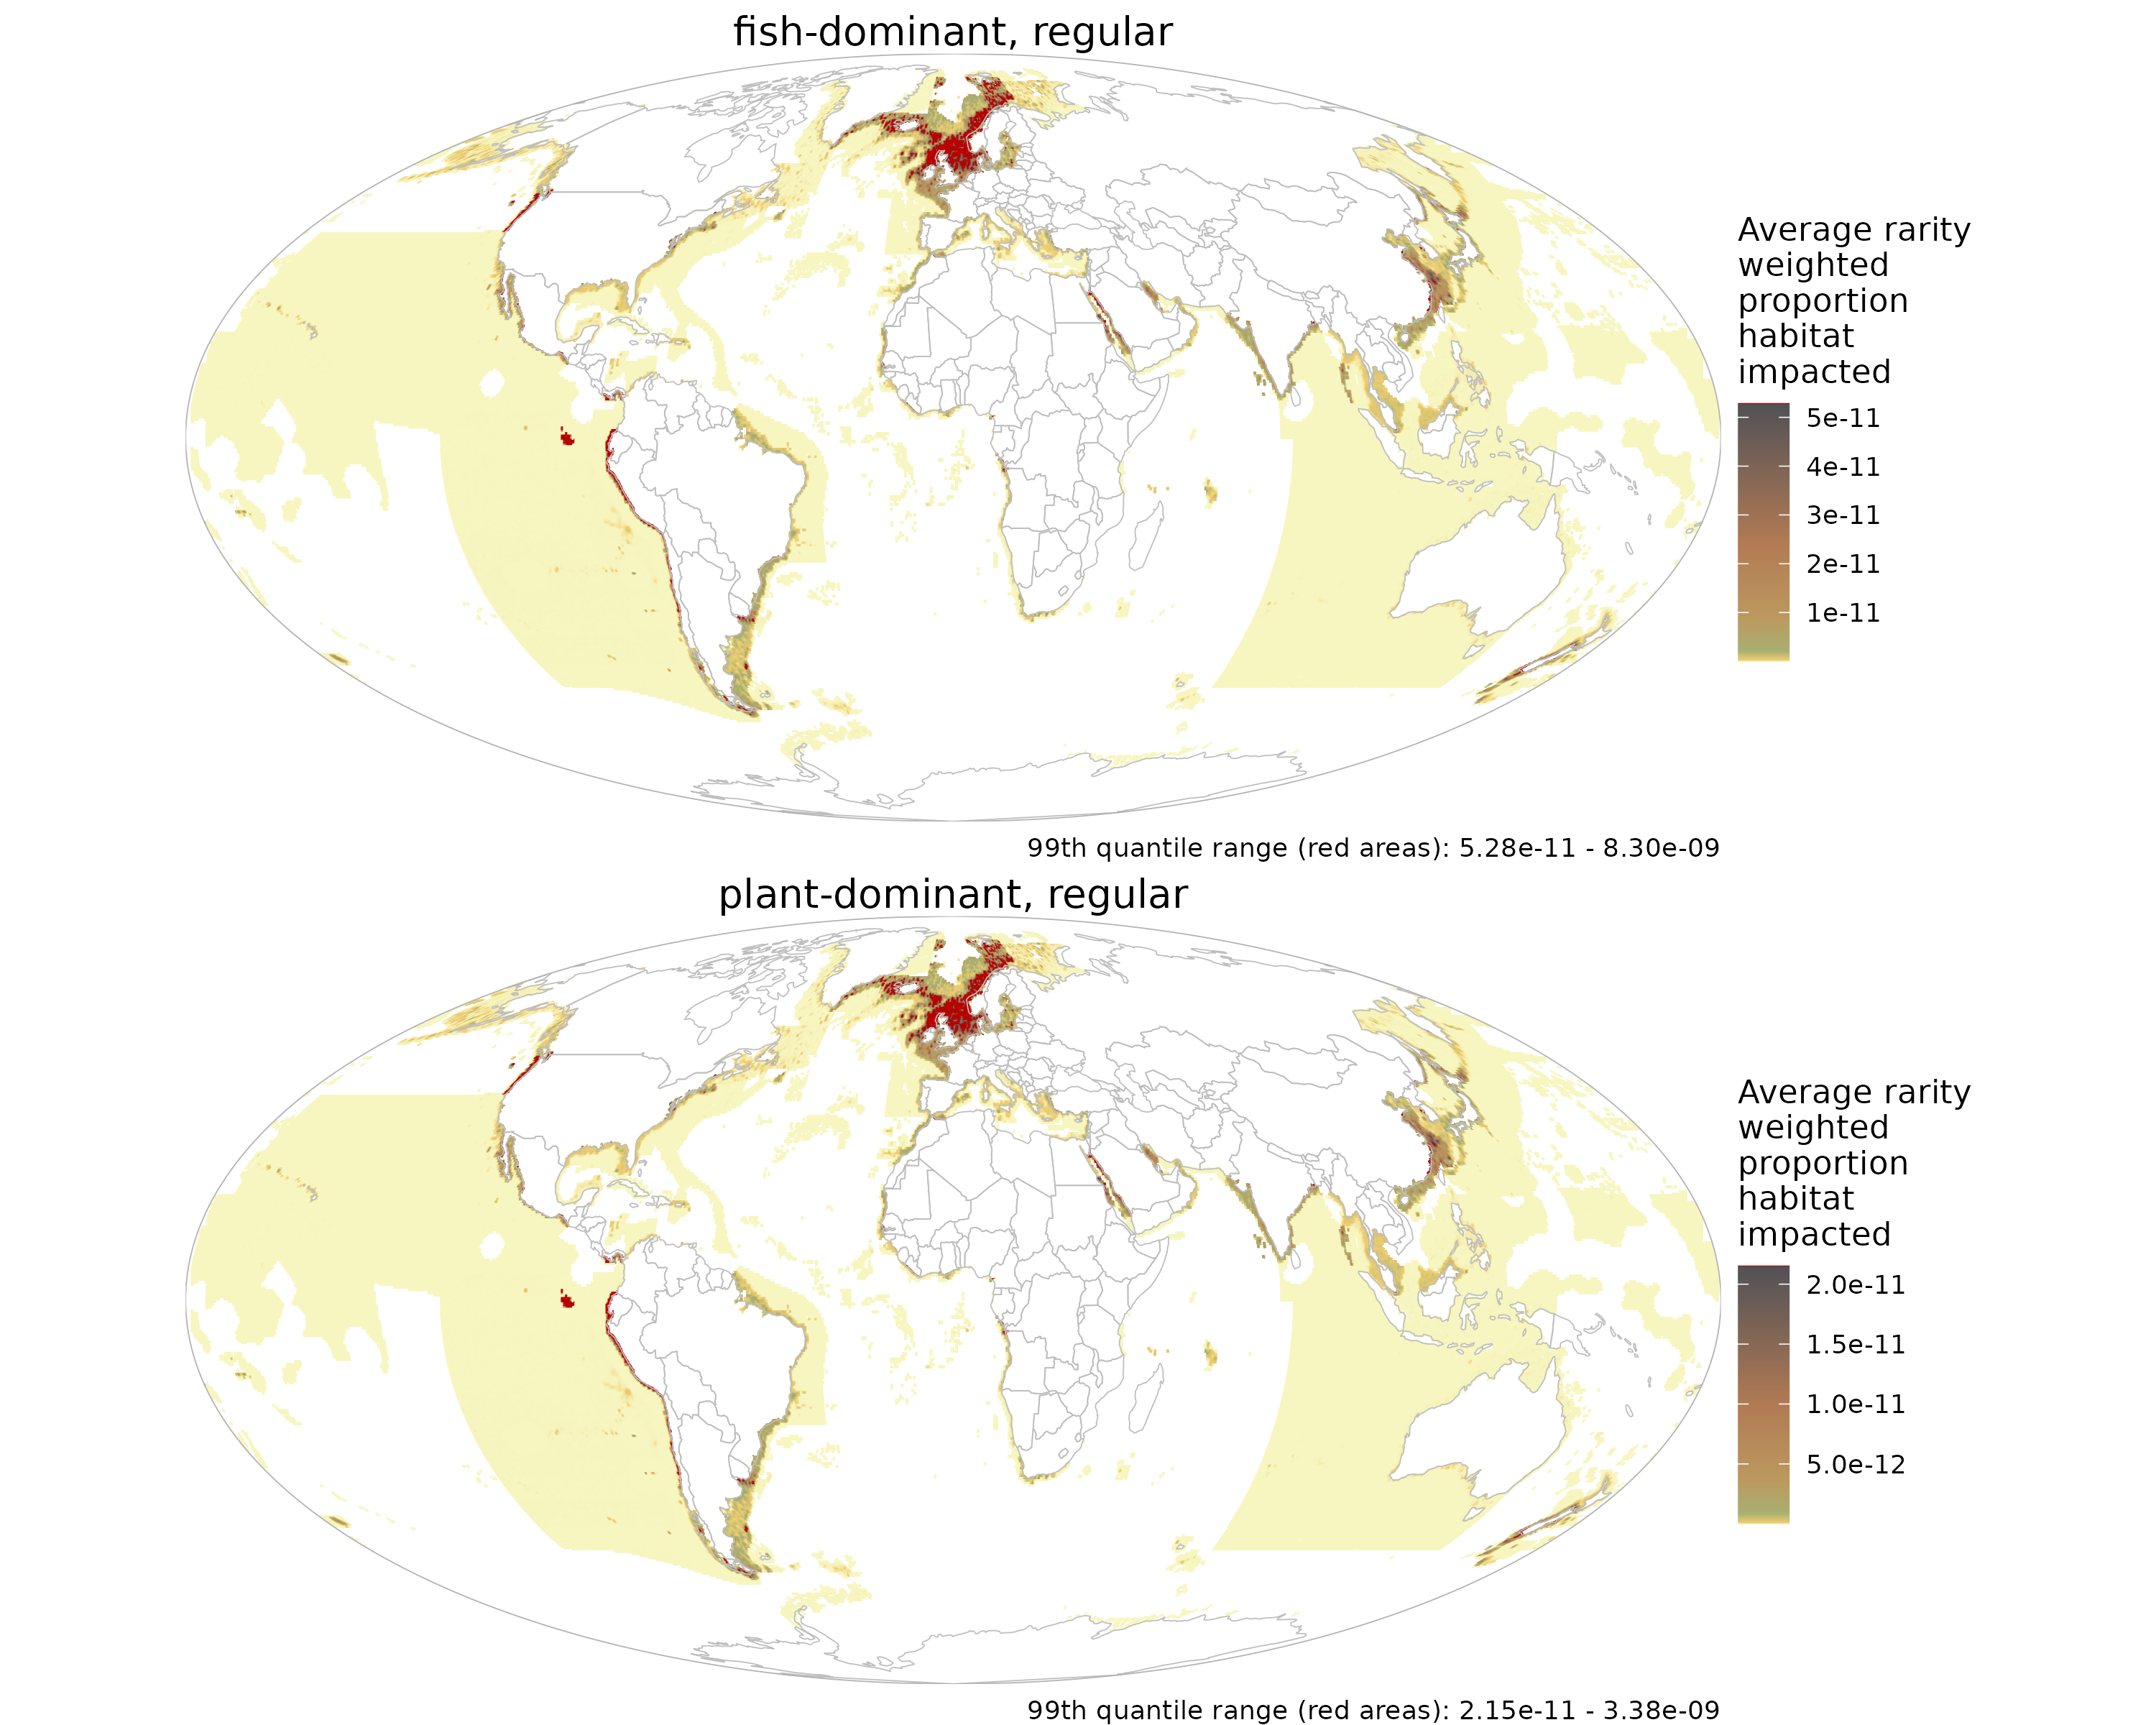 fish-dominant, regular
Average rarity
weighted
proportion
habitat
impacted
5e-11
4e-11
3e-11
2e-11
1e-11
99th quantile range (red areas): 5.28e-11 - 8.30e-09
plant-dominant, regular
Average rarity
weighted
proportion
habitat
impacted
2.0e-11
1.5e-11
1.0e-11
5.0e-12
99th quantile range (red areas): 2.15e-11 - 3.38e-09